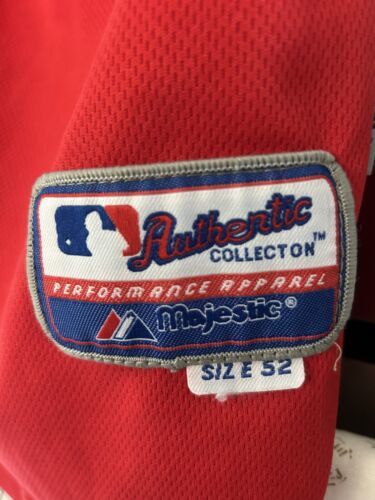 Authentic
COLLECTON™
PERFORMANCE APPAREL
Majestic®
SIZE 52